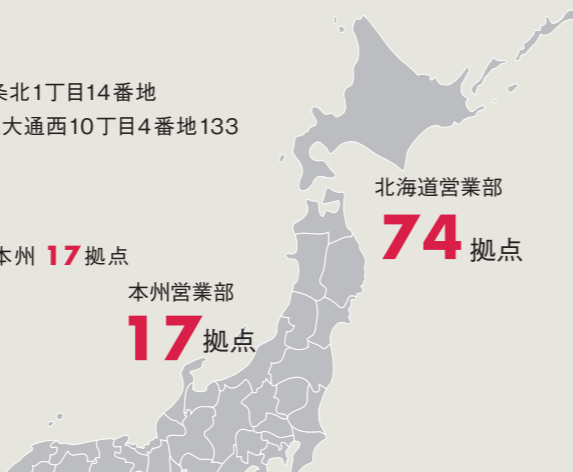 条北1丁目14番地
大通西10丁目4番地133
本州 17拠点
北海道営業部
74拠点
本州営業部
17拠点